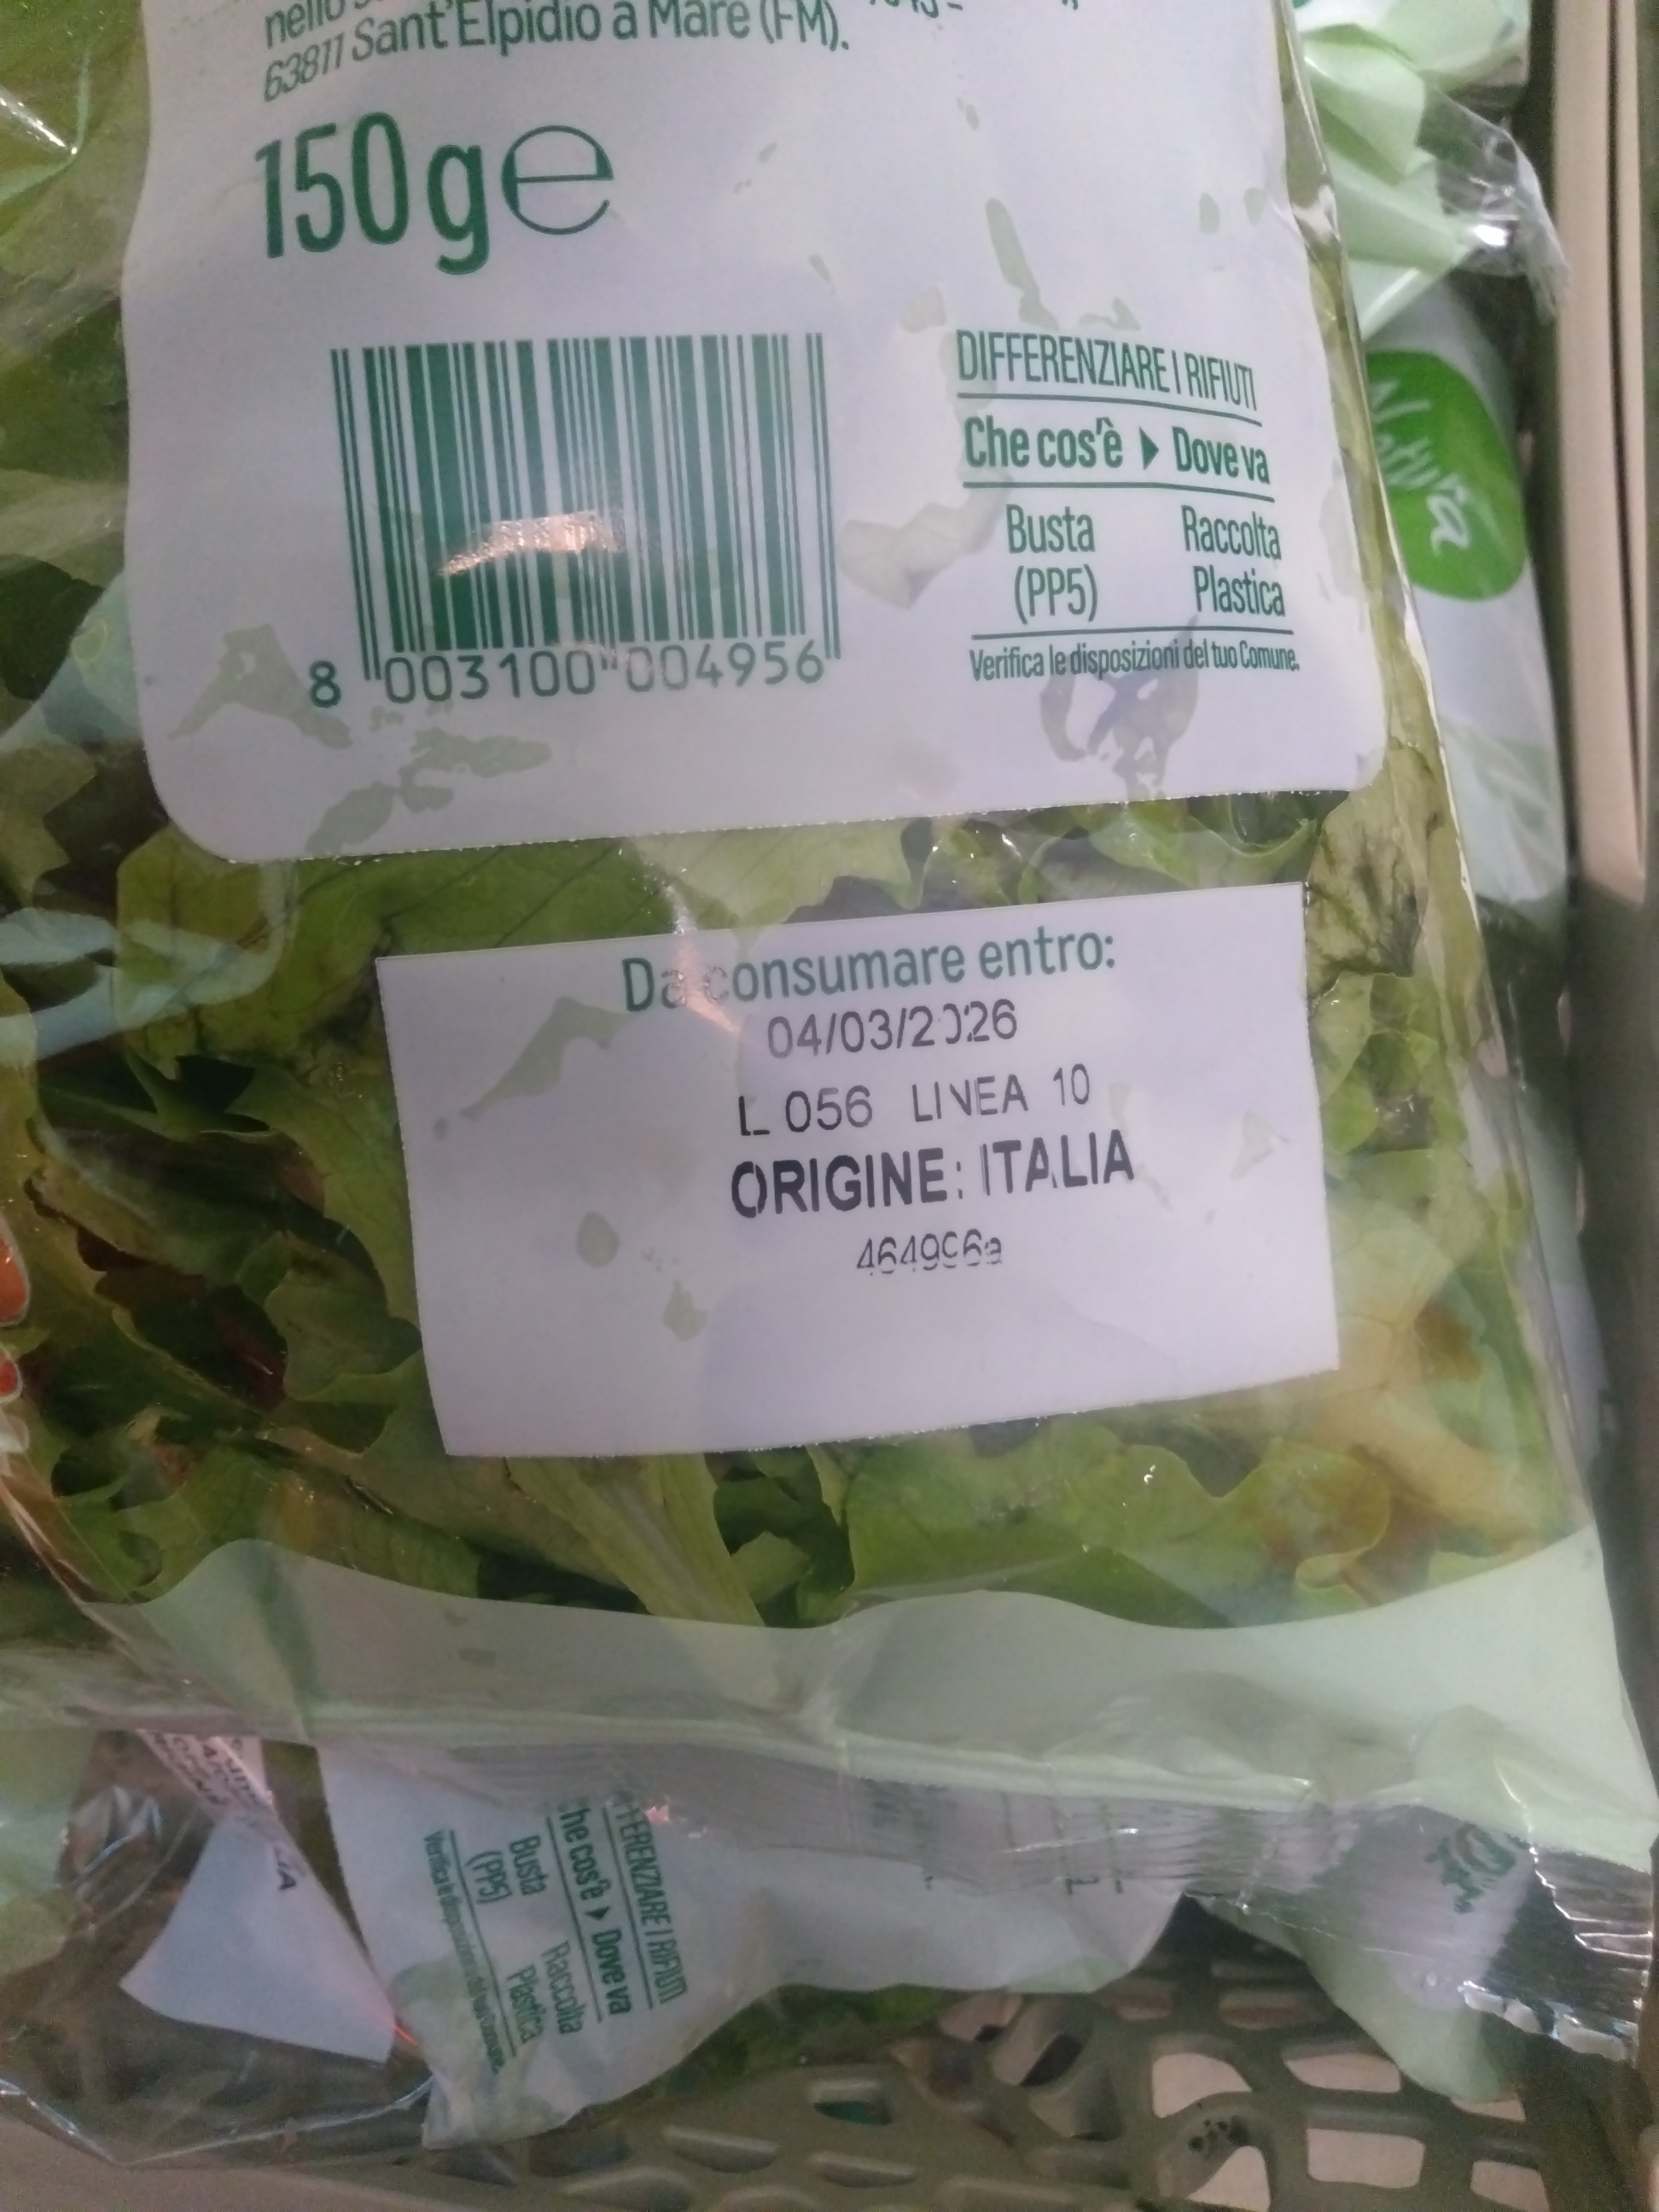 63811 Sant'Elpidio a Mare (FM).
150 g e
DIFFERENZIARE I RIFIUTI
Che cos'è ▶ Dove va
Busta Raccolta
(PP5) Plastica
Verifica le disposizioni del tuo Comune.
8 003100 004956
Da consumare entro:
04/03/2026
L 056 LINEA 10
ORIGINE: ITALIA
Natura
he cos'è ▶ Dove va
Busta Raccolta
(PP5) Plastica